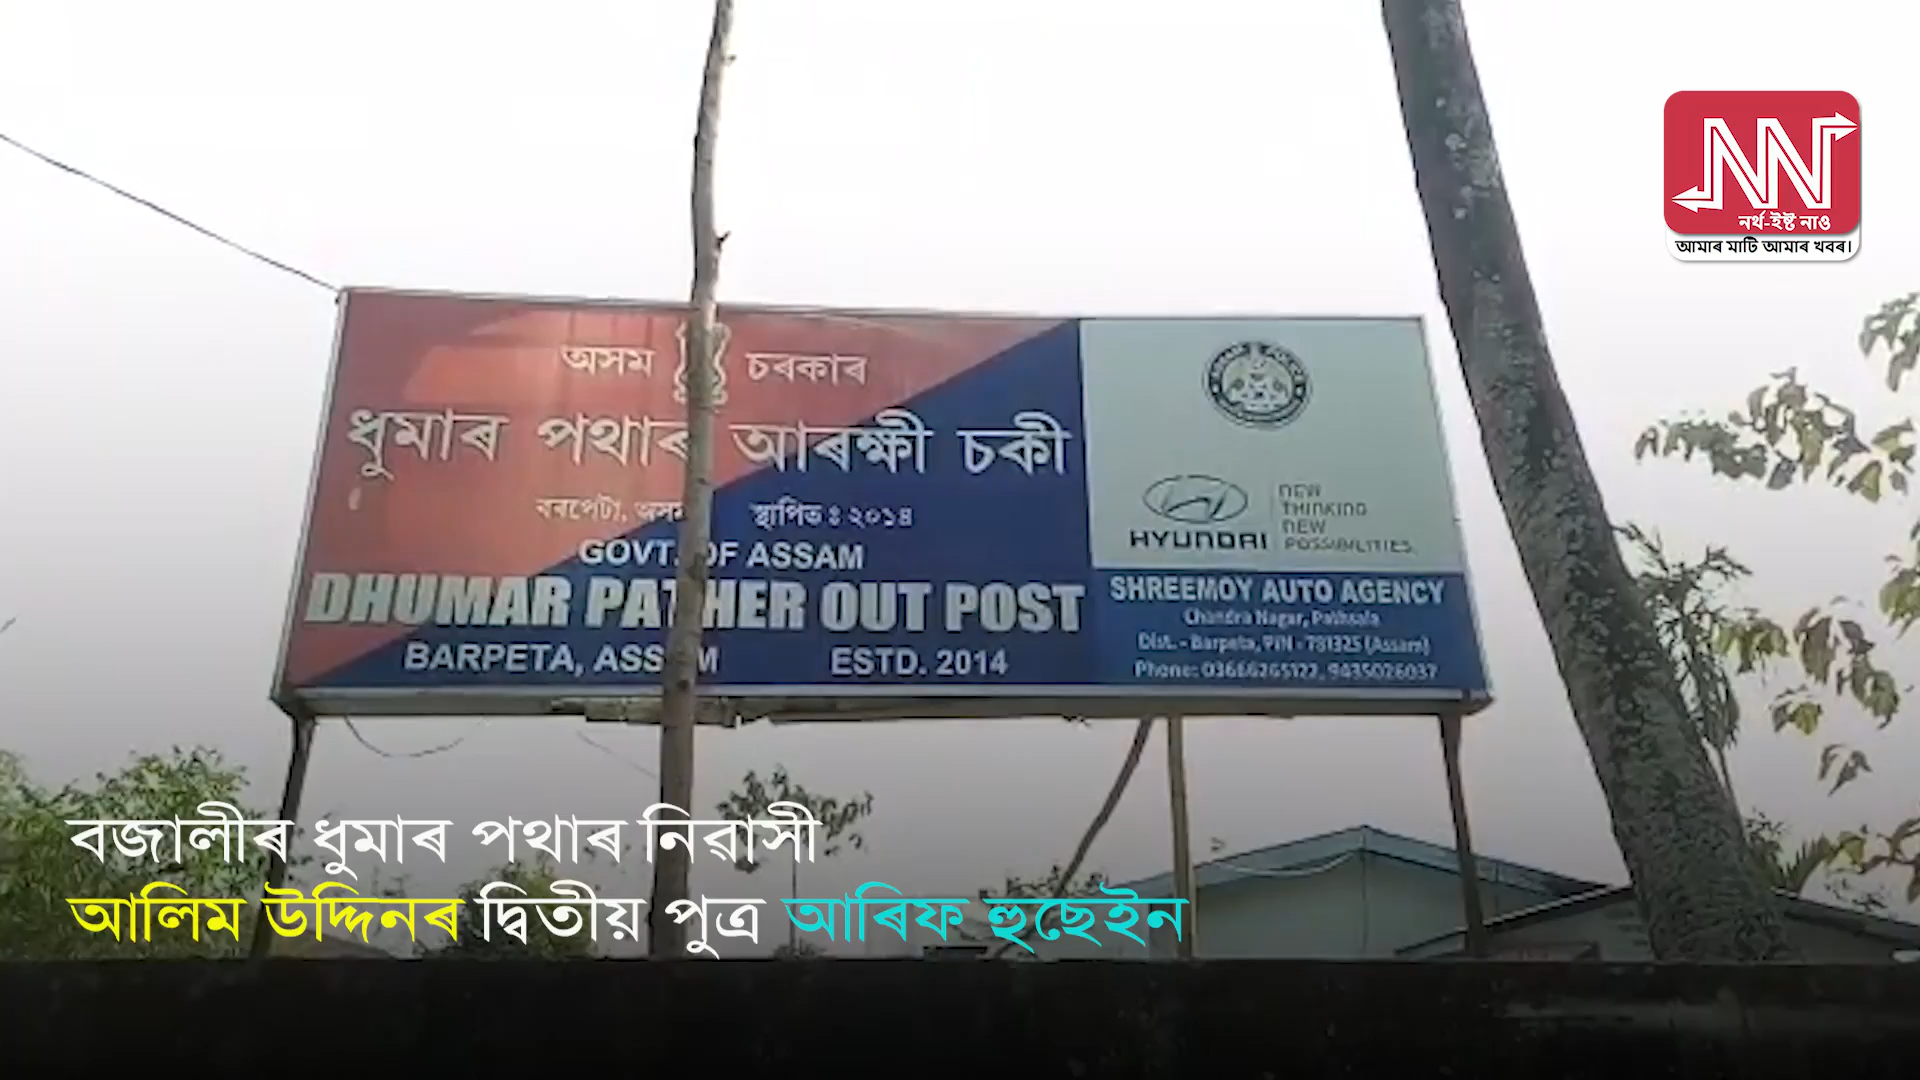 নৰ্থ-ইষ্ট নাও
আমাৰ মাটি আমাৰ খবৰ।
অসম চৰকাৰ
ধুমাৰ পথাৰ আৰক্ষী চকী
বৰপেটা, অসম স্থাপিত ঃ ২০১৪
GOVT. OF ASSAM
DHUMAR PATHER OUT POST
BARPETA, ASSAM ESTD. 2014
HYUNDAI
NEW
THINKING
NEW
POSSIBILITIES.
SHREEMOY AUTO AGENCY
Chandra Nagar, Pathsala
Dist. - Barpeta, PIN - 781325 (Assam)
Phone: 03666265122, 9435026037
বজালীৰ ধুমাৰ পথাৰ নিৱাসী
আলিম উদ্দিনৰ দ্বিতীয় পুত্ৰ আৰিফ হুছেইন